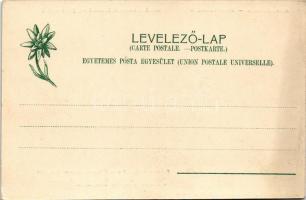 LEVELEZŐ-LAP
(CARTE POSTALE. —POSTKARTE.)
EGYETEMES POSTA EGYESÜLET (UNION POSTALE UNIVERSELLE).